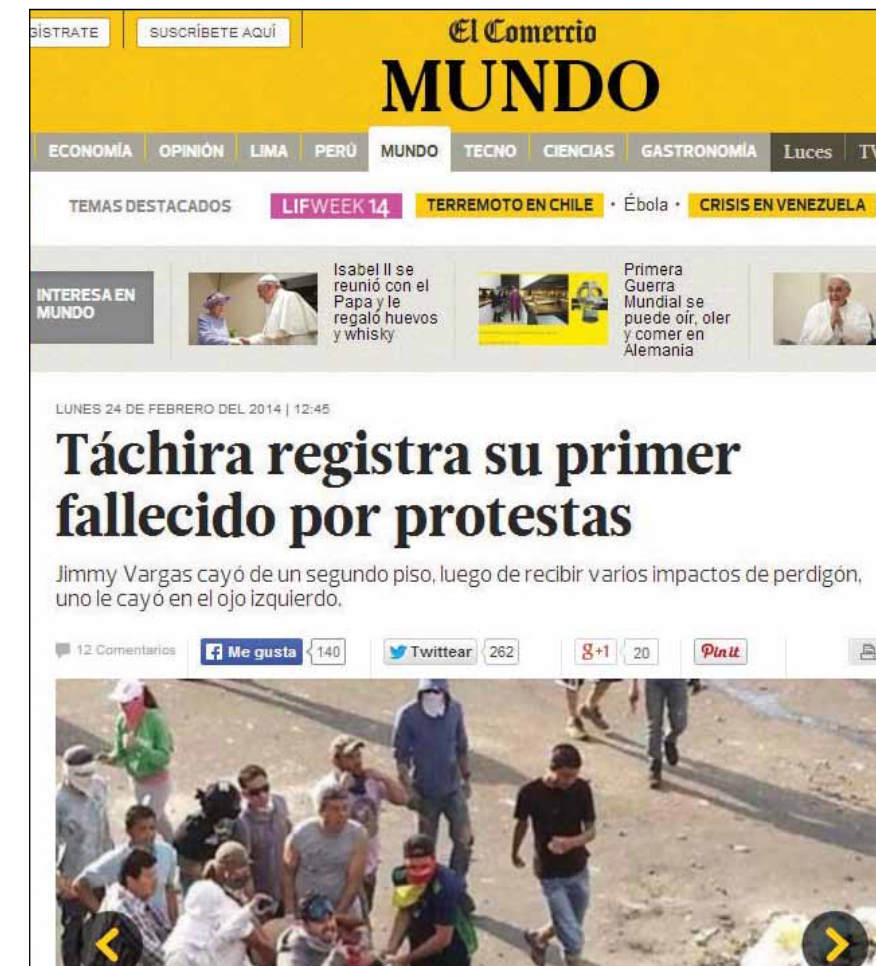 SUSCRÍBETE AQUÍ
El Comercio
MUNDO
ECONOMÍA OPINIÓN LIMA PERÚ MUNDO TECNO CIENCIAS GASTRONOMÍA Luces
TEMAS DESTACADOS LIFWEEK 14 TERREMOTO EN CHILE · Ébola · CRISIS EN VENEZUELA
INTERESA EN
MUNDO
Isabel II se
reunió con el
Papa y le
regaló huevos
y whisky
Primera
Guerra
Mundial se
puede oír, oler
y comer en
Alemania
LUNES 24 DE FEBRERO DEL 2014 | 12:45
Táchira registra su primer
fallecido por protestas
Jimmy Vargas cayó de un segundo piso, luego de recibir varios impactos de perdigón,
uno le cayó en el ojo izquierdo.
12 Comentarios Me gusta 140 Twittear 262 g+1 20 Pin it